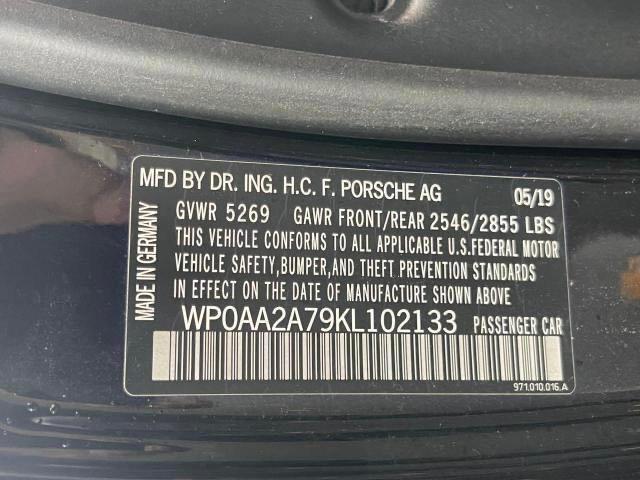 MFD BY DR. ING. H.C. F. PORSCHE AG 05/19
GVWR 5269 GAWR FRONT/REAR 2546/2855 LBS
THIS VEHICLE CONFORMS TO ALL APPLICABLE U.S.FEDERAL MOTOR
VEHICLE SAFETY,BUMPER,AND THEFT PREVENTION STANDARDS
IN EFFECT ON THE DATE OF MANUFACTURE SHOWN ABOVE.
WP0AA2A79KL102133 PASSENGER CAR
971.010.016.A
MADE IN GERMANY